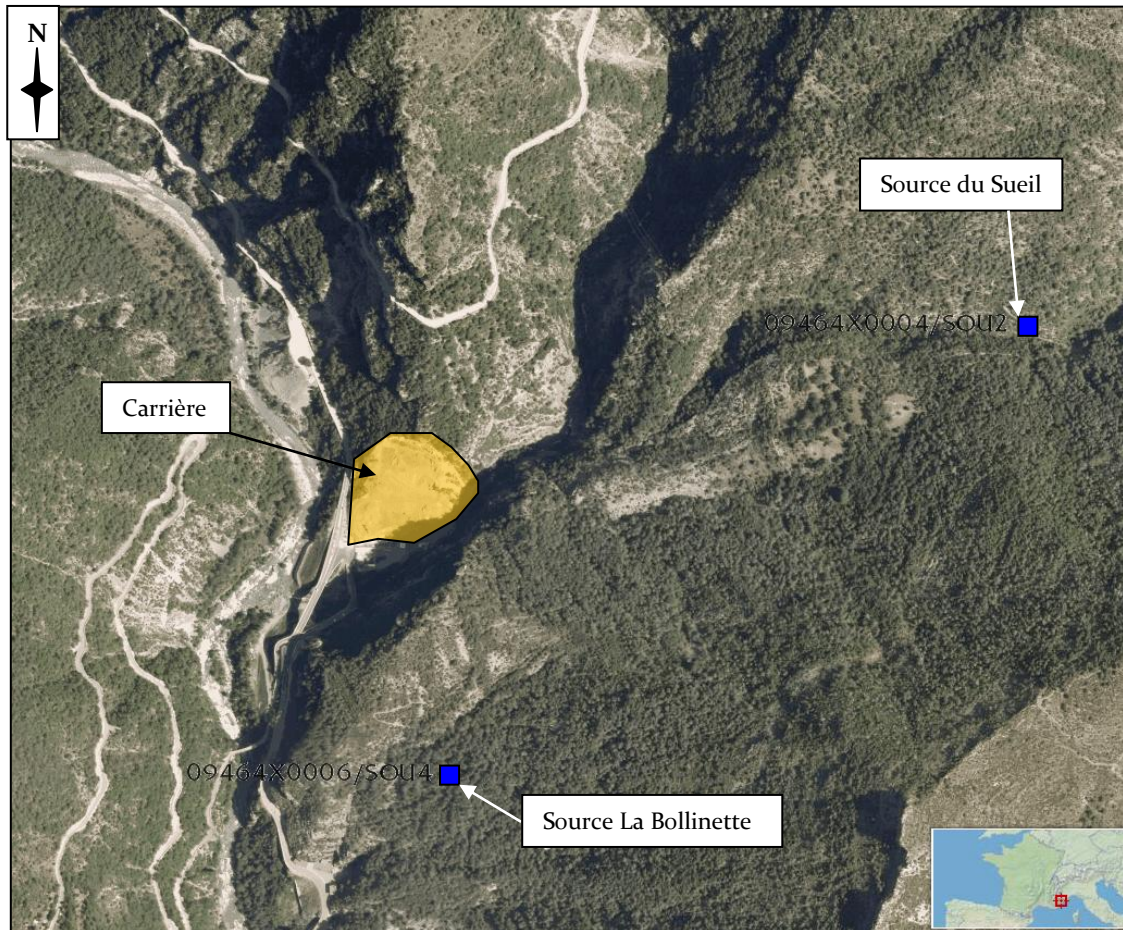 N
Source du Sueil
09464X0004/SOU2
Carrière
09464X0006/SOU4
Source La Bollinette